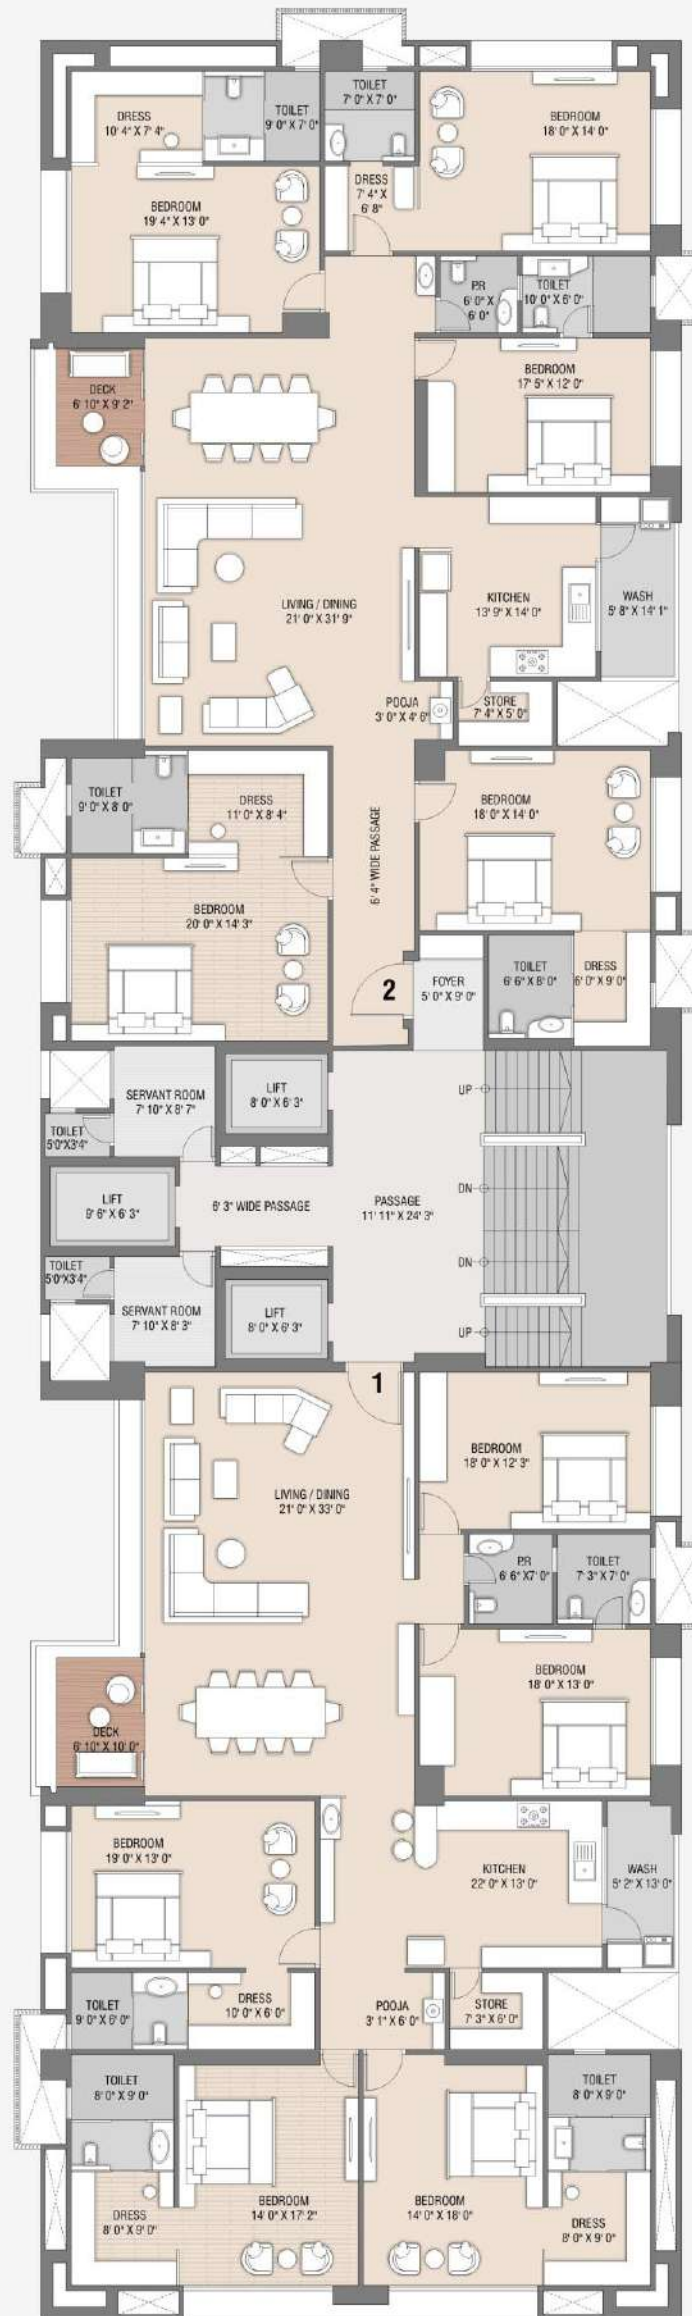 TOILET
7' 0" X 7' 0"
DRESS
10' 4" X 7' 4"
TOILET
9' 0" X 7' 0"
BEDROOM
18' 0" X 14' 0"
DRESS
7' 4" X
6' 8"
BEDROOM
19' 4" X 13' 0"
P.R
6' 0" X
6' 0"
TOILET
10' 0" X 6' 0"
DECK
6' 10" X 9' 2"
BEDROOM
17' 5" X 12' 0"
LIVING / DINING
21' 0" X 31' 9"
KITCHEN
13' 9" X 14' 0"
WASH
5' 8" X 14' 1"
POOJA
3' 0" X 4' 6"
STORE
7' 4" X 5' 0"
TOILET
9' 0" X 8' 0"
DRESS
11' 0" X 8' 4"
BEDROOM
18' 0" X 14' 0"
6' 4" WIDE PASSAGE
BEDROOM
20' 0" X 14' 3"
2
FOYER
5' 0" X 9' 0"
TOILET
6' 6" X 8' 0"
DRESS
6' 0" X 9' 0"
SERVANT ROOM
7' 10" X 8' 7"
LIFT
8' 0" X 6' 3"
UP
TOILET
5'0"X3'4"
LIFT
9' 6" X 6' 3"
6' 3" WIDE PASSAGE
PASSAGE
11' 11" X 24' 3"
DN
DN
TOILET
5'0"X3'4"
SERVANT ROOM
7' 10" X 8' 3"
LIFT
8' 0" X 6' 3"
UP
1
BEDROOM
18' 0" X 12' 3"
LIVING / DINING
21' 0" X 33' 0"
P.R
6' 6" X7' 0"
TOILET
7' 3" X 7' 0"
BEDROOM
18' 0" X 13' 0"
DECK
6' 10" X 10' 0"
BEDROOM
19' 0" X 13' 0"
KITCHEN
22' 0" X 13' 0"
WASH
5' 2" X 13' 0"
TOILET
9' 0" X 6' 0"
DRESS
10' 0" X 6' 0"
POOJA
3' 1" X 6' 0"
STORE
7' 3" X 6' 0"
TOILET
8' 0" X 9' 0"
TOILET
8' 0" X 9' 0"
DRESS
8' 0" X 9' 0"
BEDROOM
14' 0" X 17'.2"
BEDROOM
14' 0" X 18' 0"
DRESS
8' 0" X 9' 0"